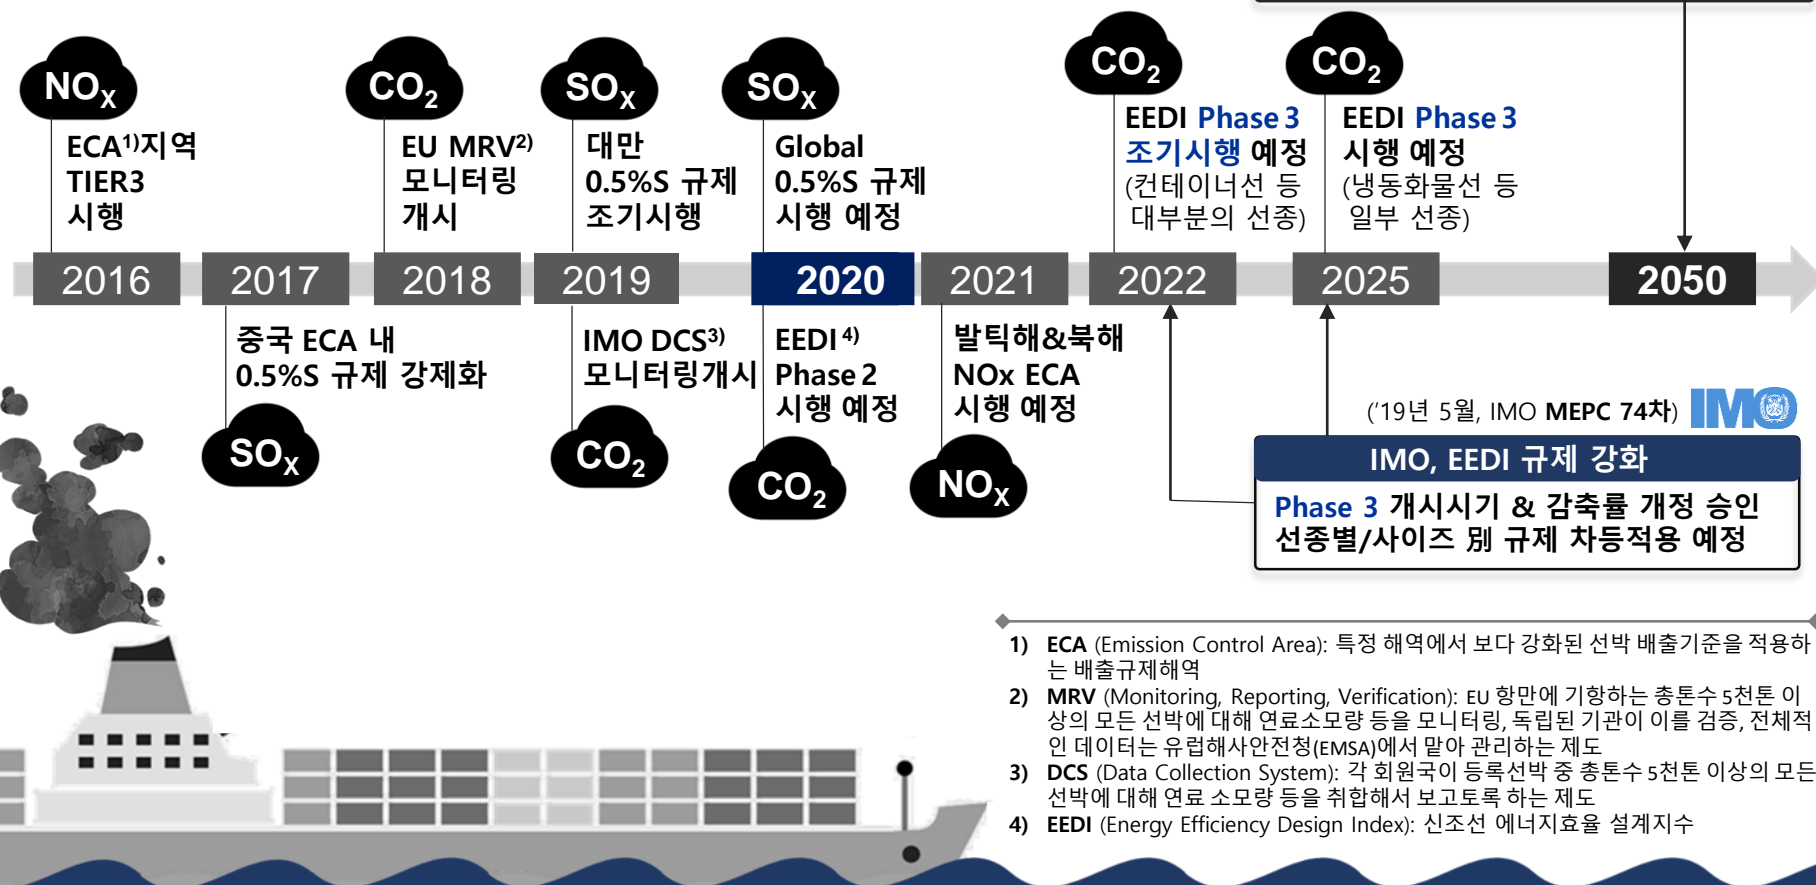 NOX
CO2
SOX
SOX
CO2
CO2
ECA1)지역
TIER3
시행
EU MRV2)
모니터링
개시
대만
0.5%S 규제
조기시행
Global
0.5%S 규제
시행 예정
EEDI Phase 3
조기시행 예정
(컨테이너선 등
대부분의 선종)
EEDI Phase 3
시행 예정
(냉동화물선 등
일부 선종)
2016
2017
2018
2019
2020
2021
2022
2025
2050
중국 ECA 내
0.5%S 규제 강제화
SOX
IMO DCS3)
모니터링개시
CO2
EEDI4)
Phase 2
시행 예정
CO2
발틱해&북해
NOx ECA
시행 예정
NOX
('19년 5월, IMO MEPC 74차) IMO
IMO, EEDI 규제 강화
Phase 3 개시시기 & 감축률 개정 승인
선종별/사이즈 別 규제 차등적용 예정
1) ECA (Emission Control Area): 특정 해역에서 보다 강화된 선박 배출기준을 적용하
는 배출규제해역
2) MRV (Monitoring, Reporting, Verification): EU 항만에 기항하는 총톤수 5천톤 이
상의 모든 선박에 대해 연료소모량 등을 모니터링, 독립된 기관이 이를 검증, 전체적
인 데이터는 유럽해사안전청(EMSA)에서 맡아 관리하는 제도
3) DCS (Data Collection System): 각 회원국이 등록선박 중 총톤수 5천톤 이상의 모든
선박에 대해 연료 소모량 등을 취합해서 보고토록 하는 제도
4) EEDI (Energy Efficiency Design Index): 신조선 에너지효율 설계지수